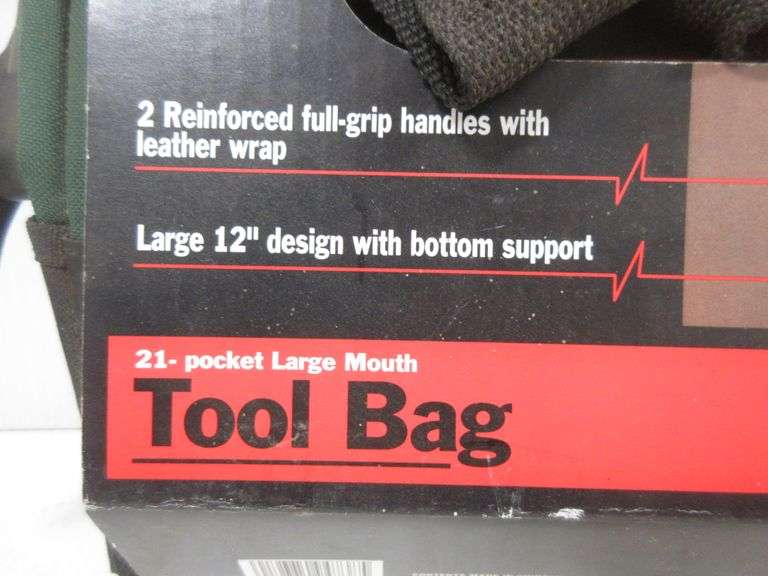 2 Reinforced full-grip handles with
leather wrap
Large 12" design with bottom support
21- pocket Large Mouth
Tool Bag